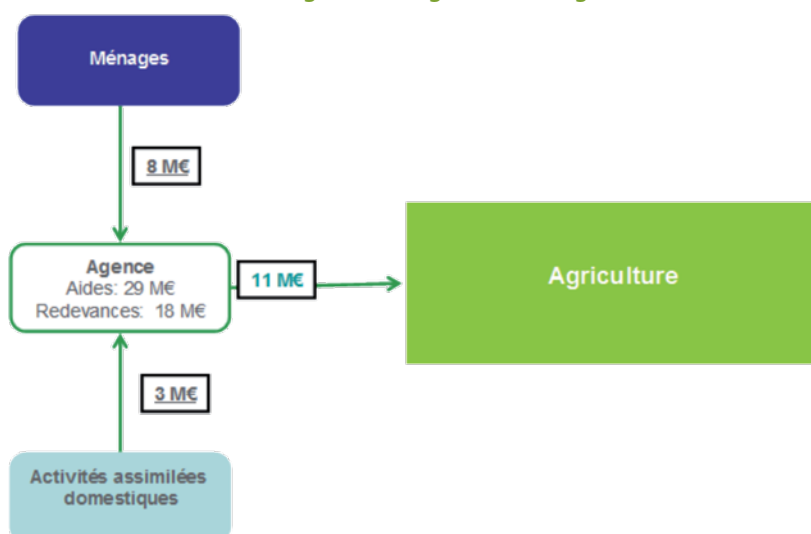 Ménages
8 M€
Agence
Aides: 29 M€
Redevances: 18 M€
11 M€
Agriculture
3 M€
Activités assimilées
domestiques